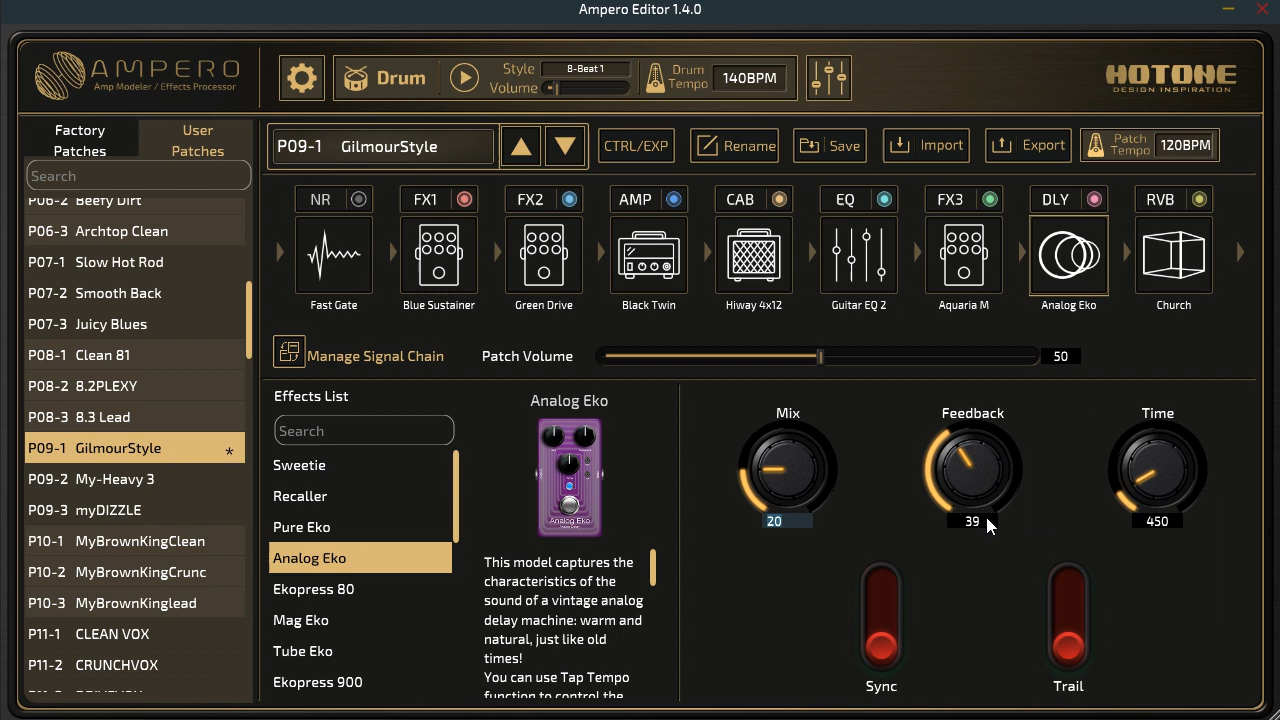 Ampero Editor 1.4.0
AMPERO
Amp Modeler / Effects Processor
Drum
Style
8-Beat 1
Volume
Drum
Tempo
140BPM
HOTONE
DESIGN INSPIRATION
Factory
Patches
User
Patches
Search
P06-2 Beefy Dirt
P06-3 Archtop Clean
P07-1 Slow Hot Rod
P07-2 Smooth Back
P07-3 Juicy Blues
P08-1 Clean 81
P08-2 8.2PLEXY
P08-3 8.3 Lead
P09-1 GilmourStyle *
P09-2 My-Heavy 3
P09-3 myDIZZLE
P10-1 MyBrownKingClean
P10-2 MyBrownKingCrunc
P10-3 MyBrownKinglead
P11-1 CLEAN VOX
P11-2 CRUNCHVOX
P09-1 GilmourStyle
CTRL/EXP
Rename
Save
Import
Export
Patch
Tempo
120BPM
NR
FX1
FX2
AMP
CAB
EQ
FX3
DLY
RVB
Fast Gate
Blue Sustainer
Green Drive
Black Twin
Hiway 4x12
Guitar EQ 2
Aquaria M
Analog Eko
Church
Manage Signal Chain
Patch Volume
50
Effects List
Search
Sweetie
Recaller
Pure Eko
Analog Eko
Ekopress 80
Mag Eko
Tube Eko
Ekopress 900
Analog Eko
Analog Eko
This model captures the
characteristics of the
sound of a vintage analog
delay machine: warm and
natural, just like old
times!
You can use Tap Tempo
function to control the
Mix
20
Feedback
39
Time
450
Sync
Trail